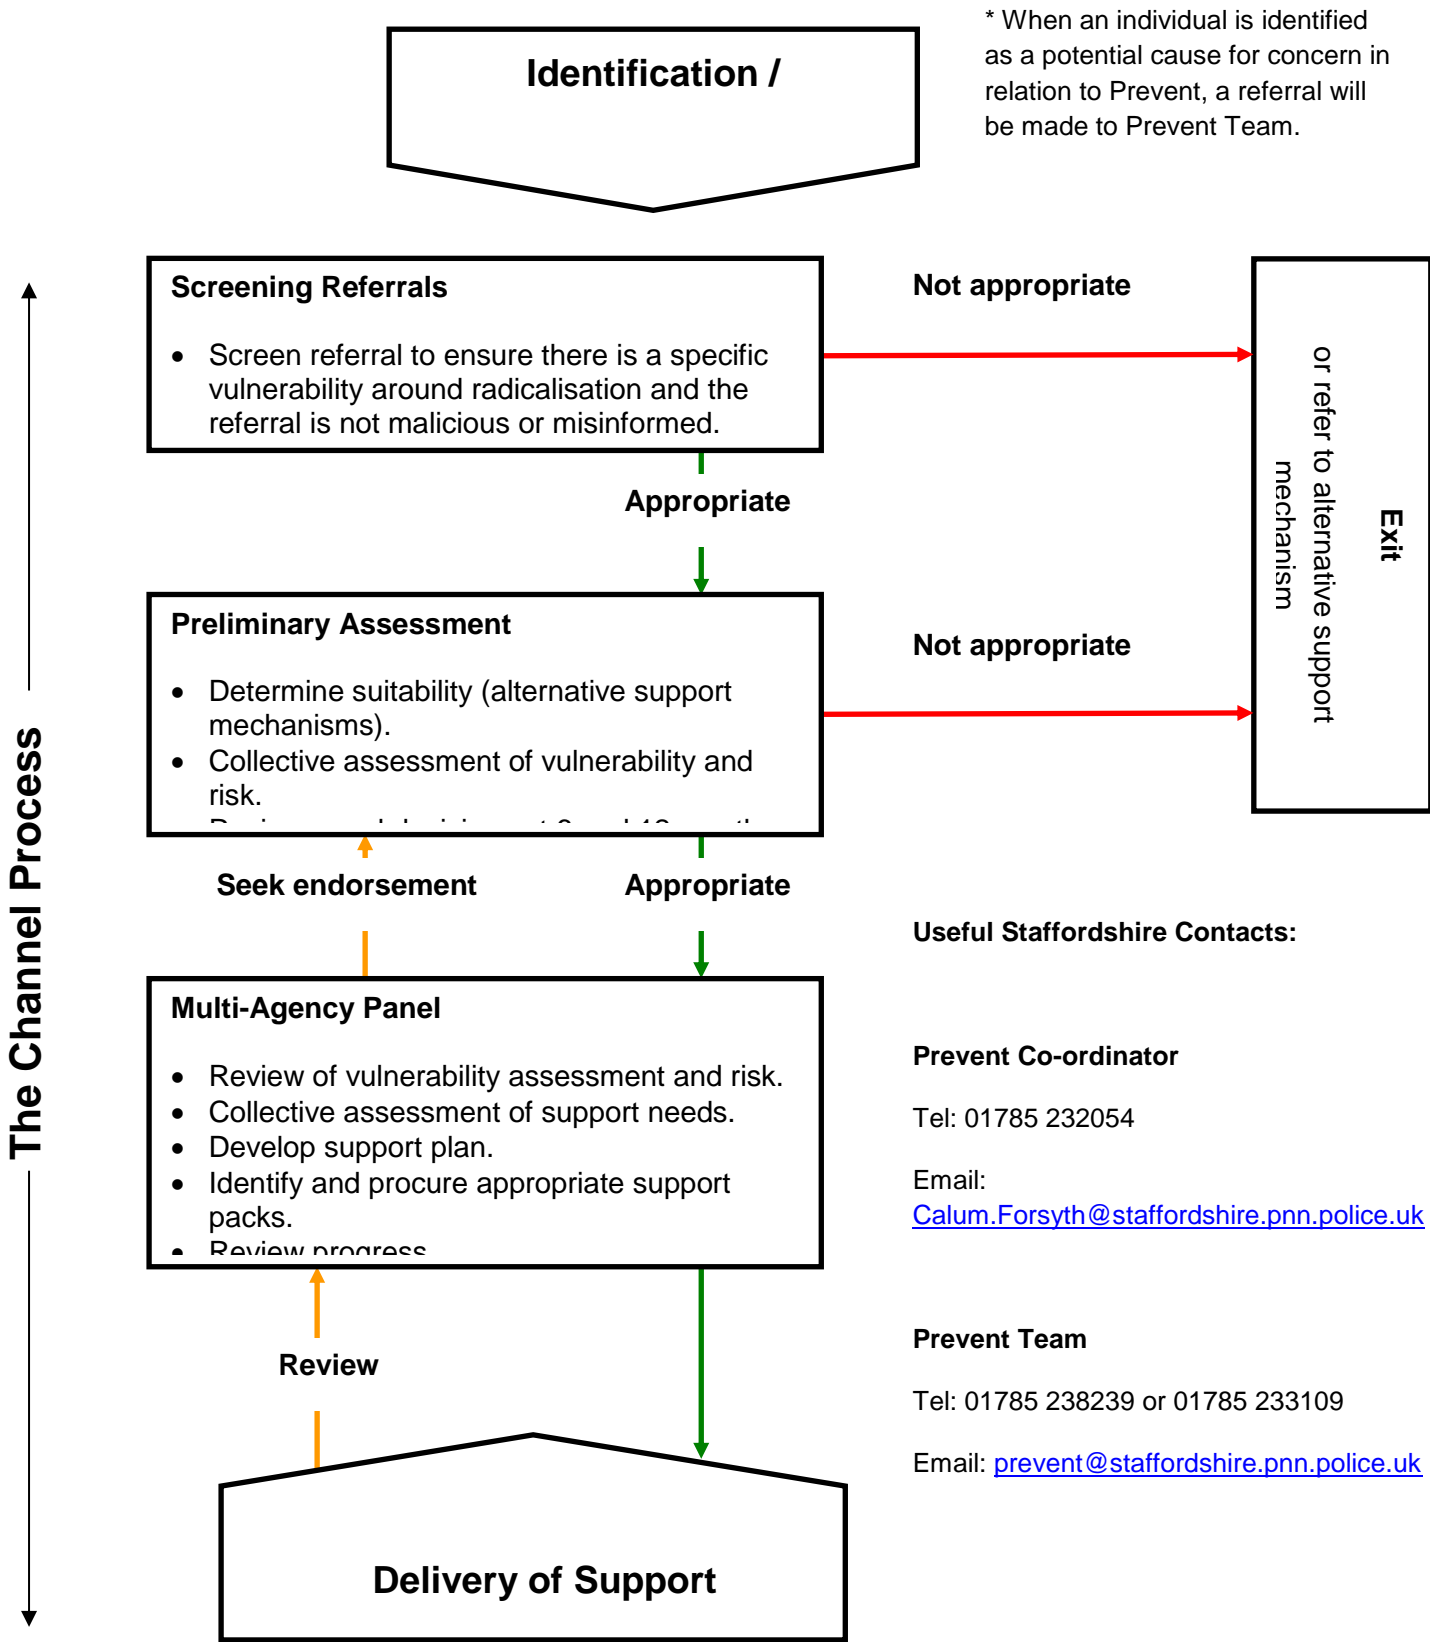 Identification /
* When an individual is identified
as a potential cause for concern in
relation to Prevent, a referral will
be made to Prevent Team.
The Channel Process
Screening Referrals
• Screen referral to ensure there is a specific
vulnerability around radicalisation and the
referral is not malicious or misinformed.
Not appropriate
Exit
or refer to alternative support
mechanism
Appropriate
Preliminary Assessment
• Determine suitability (alternative support
mechanisms).
• Collective assessment of vulnerability and
risk.
Not appropriate
Seek endorsement
Appropriate
Multi-Agency Panel
• Review of vulnerability assessment and risk.
• Collective assessment of support needs.
• Develop support plan.
• Identify and procure appropriate support
packs.
• Review progress
Review
Delivery of Support
Useful Staffordshire Contacts:
Prevent Co-ordinator
Tel: 01785 232054
Email:
Calum.Forsyth@staffordshire.pnn.police.uk
Prevent Team
Tel: 01785 238239 or 01785 233109
Email: prevent@staffordshire.pnn.police.uk